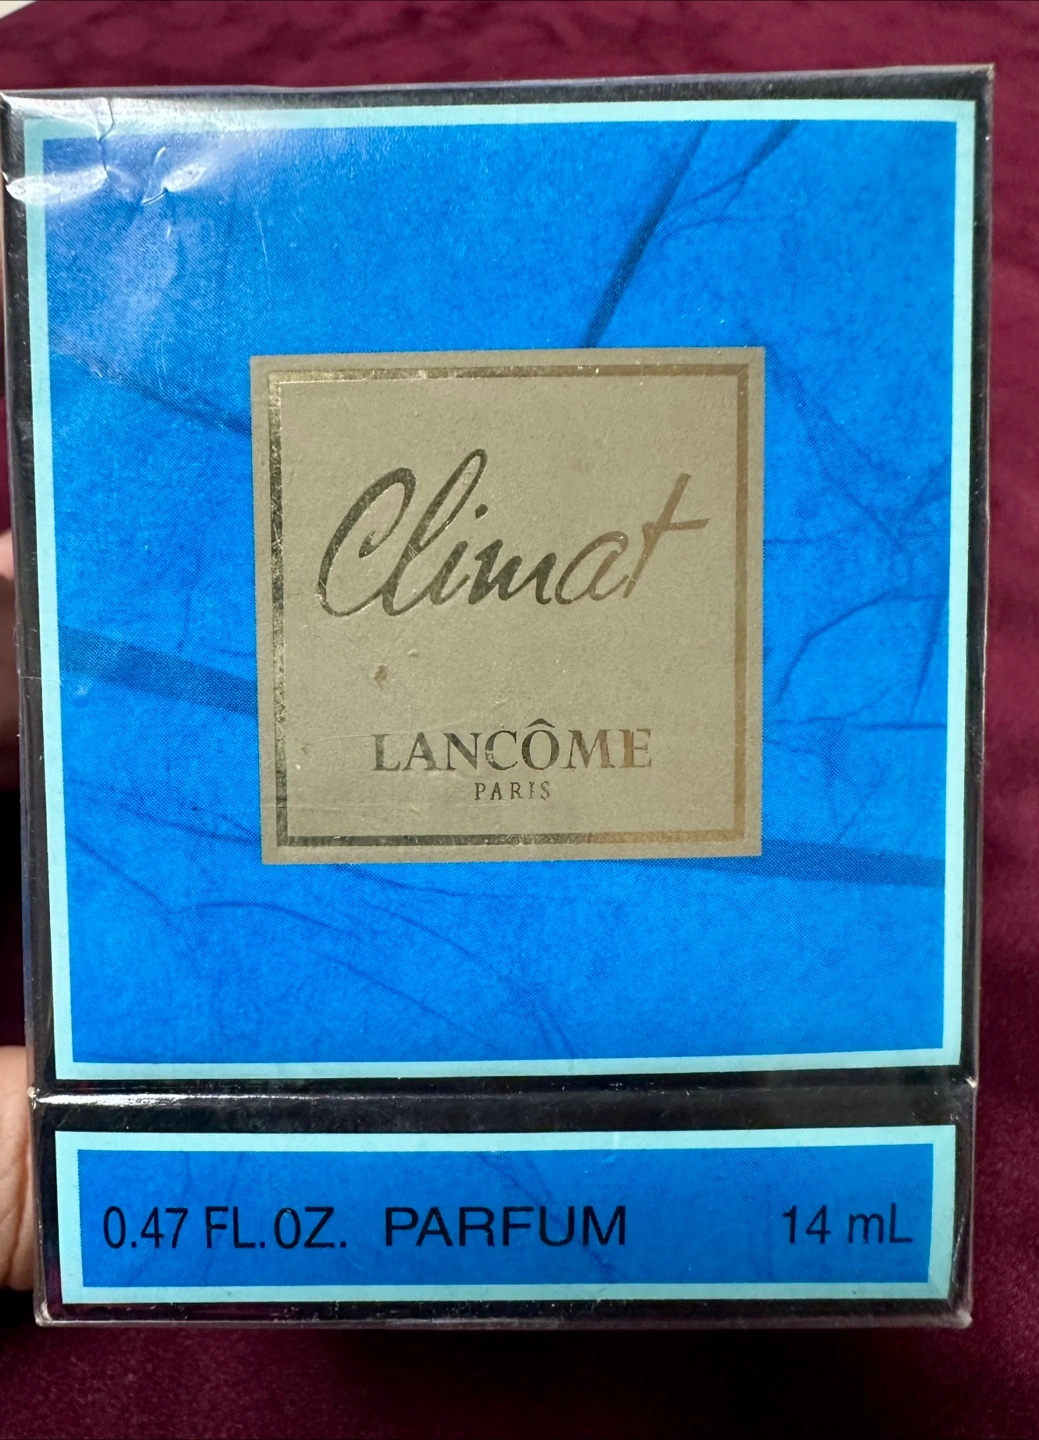 Climat
LANCÔME
PARIS
0.47 FL.OZ. PARFUM 14 mL